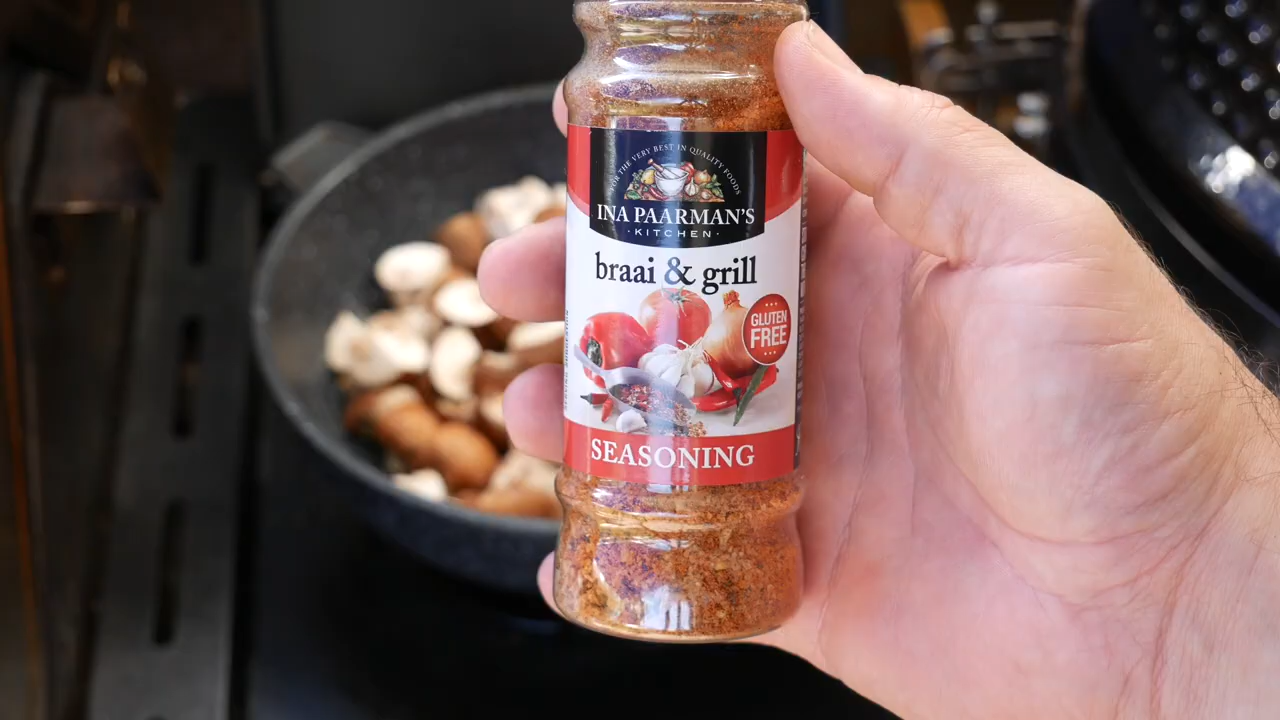 FOR THE VERY BEST IN QUALITY FOODS
INA PAARMAN'S
·KITCHEN·
braai & grill
GLUTEN
FREE
SEASONING